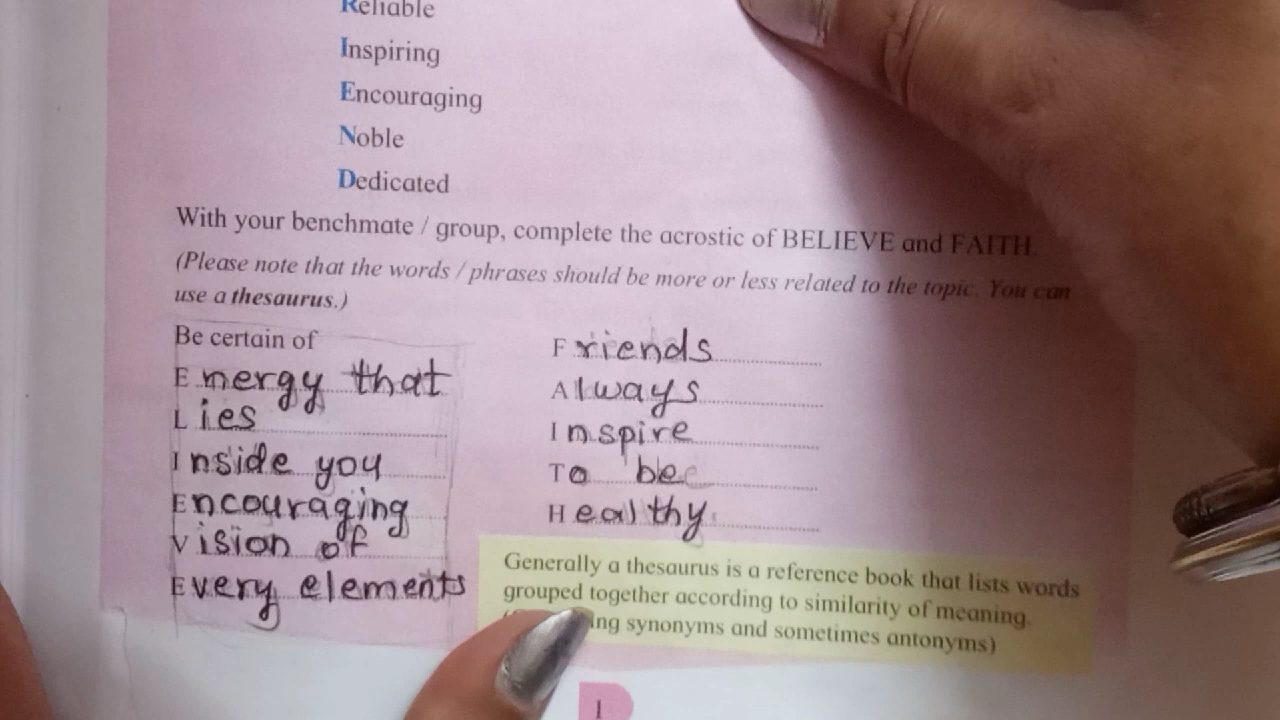 Reliable
Inspiring
Encouraging
Noble
Dedicated
With your benchmate / group, complete the acrostic of BELIEVE and FAITH.
(Please note that the words / phrases should be more or less related to the topic. You can
use a thesaurus.)
Be certain of
Energy that
Lies
Inside you
Encouraging
Vision of
Every elements
Friends
Always
Inspire
To be
Healthy
Generally a thesaurus is a reference book that lists words
grouped together according to similarity of meaning.
ing synonyms and sometimes antonyms)
1